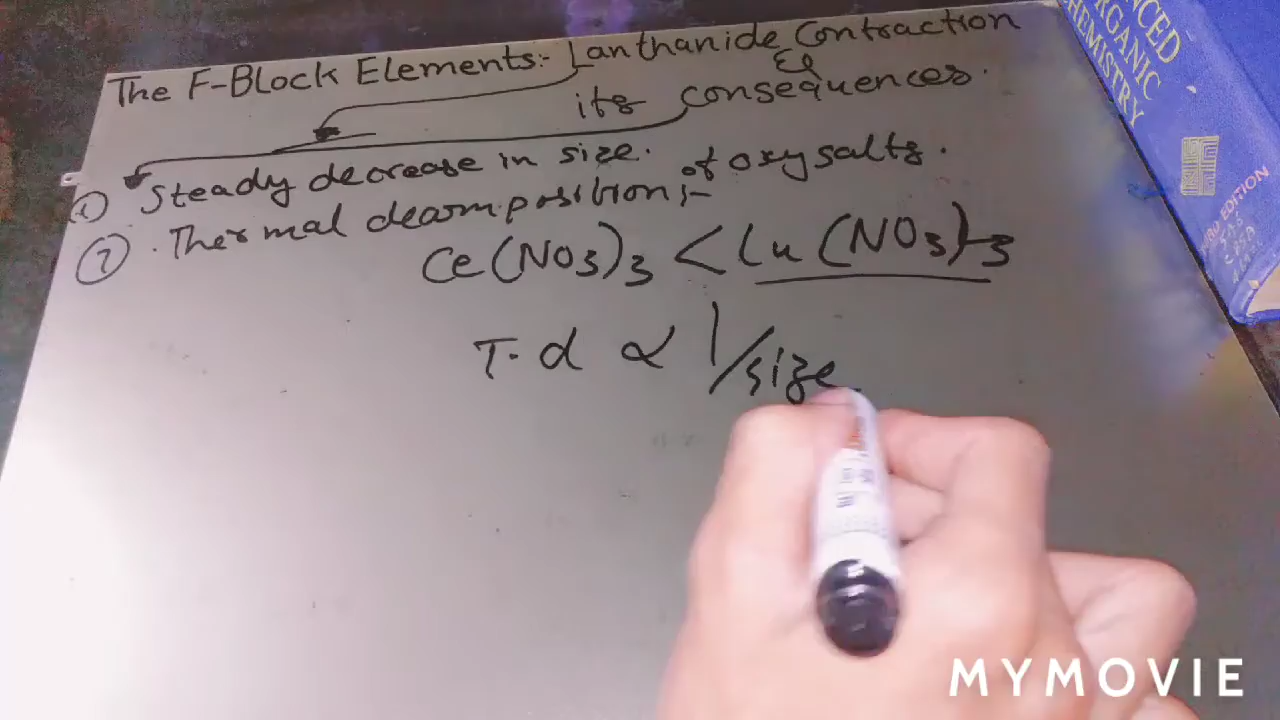 The F-Block Elements:- Lanthanide Contraction
&
its consequences.
① Steady decrease in size.
② Thermal decomposition:- of oxysalts.
Ce(NO3)3 < Lu(NO3)3
T.d ∝ 1/size
NCED
ORGANIC
CHEMISTRY
EDITION
MYMOVIE